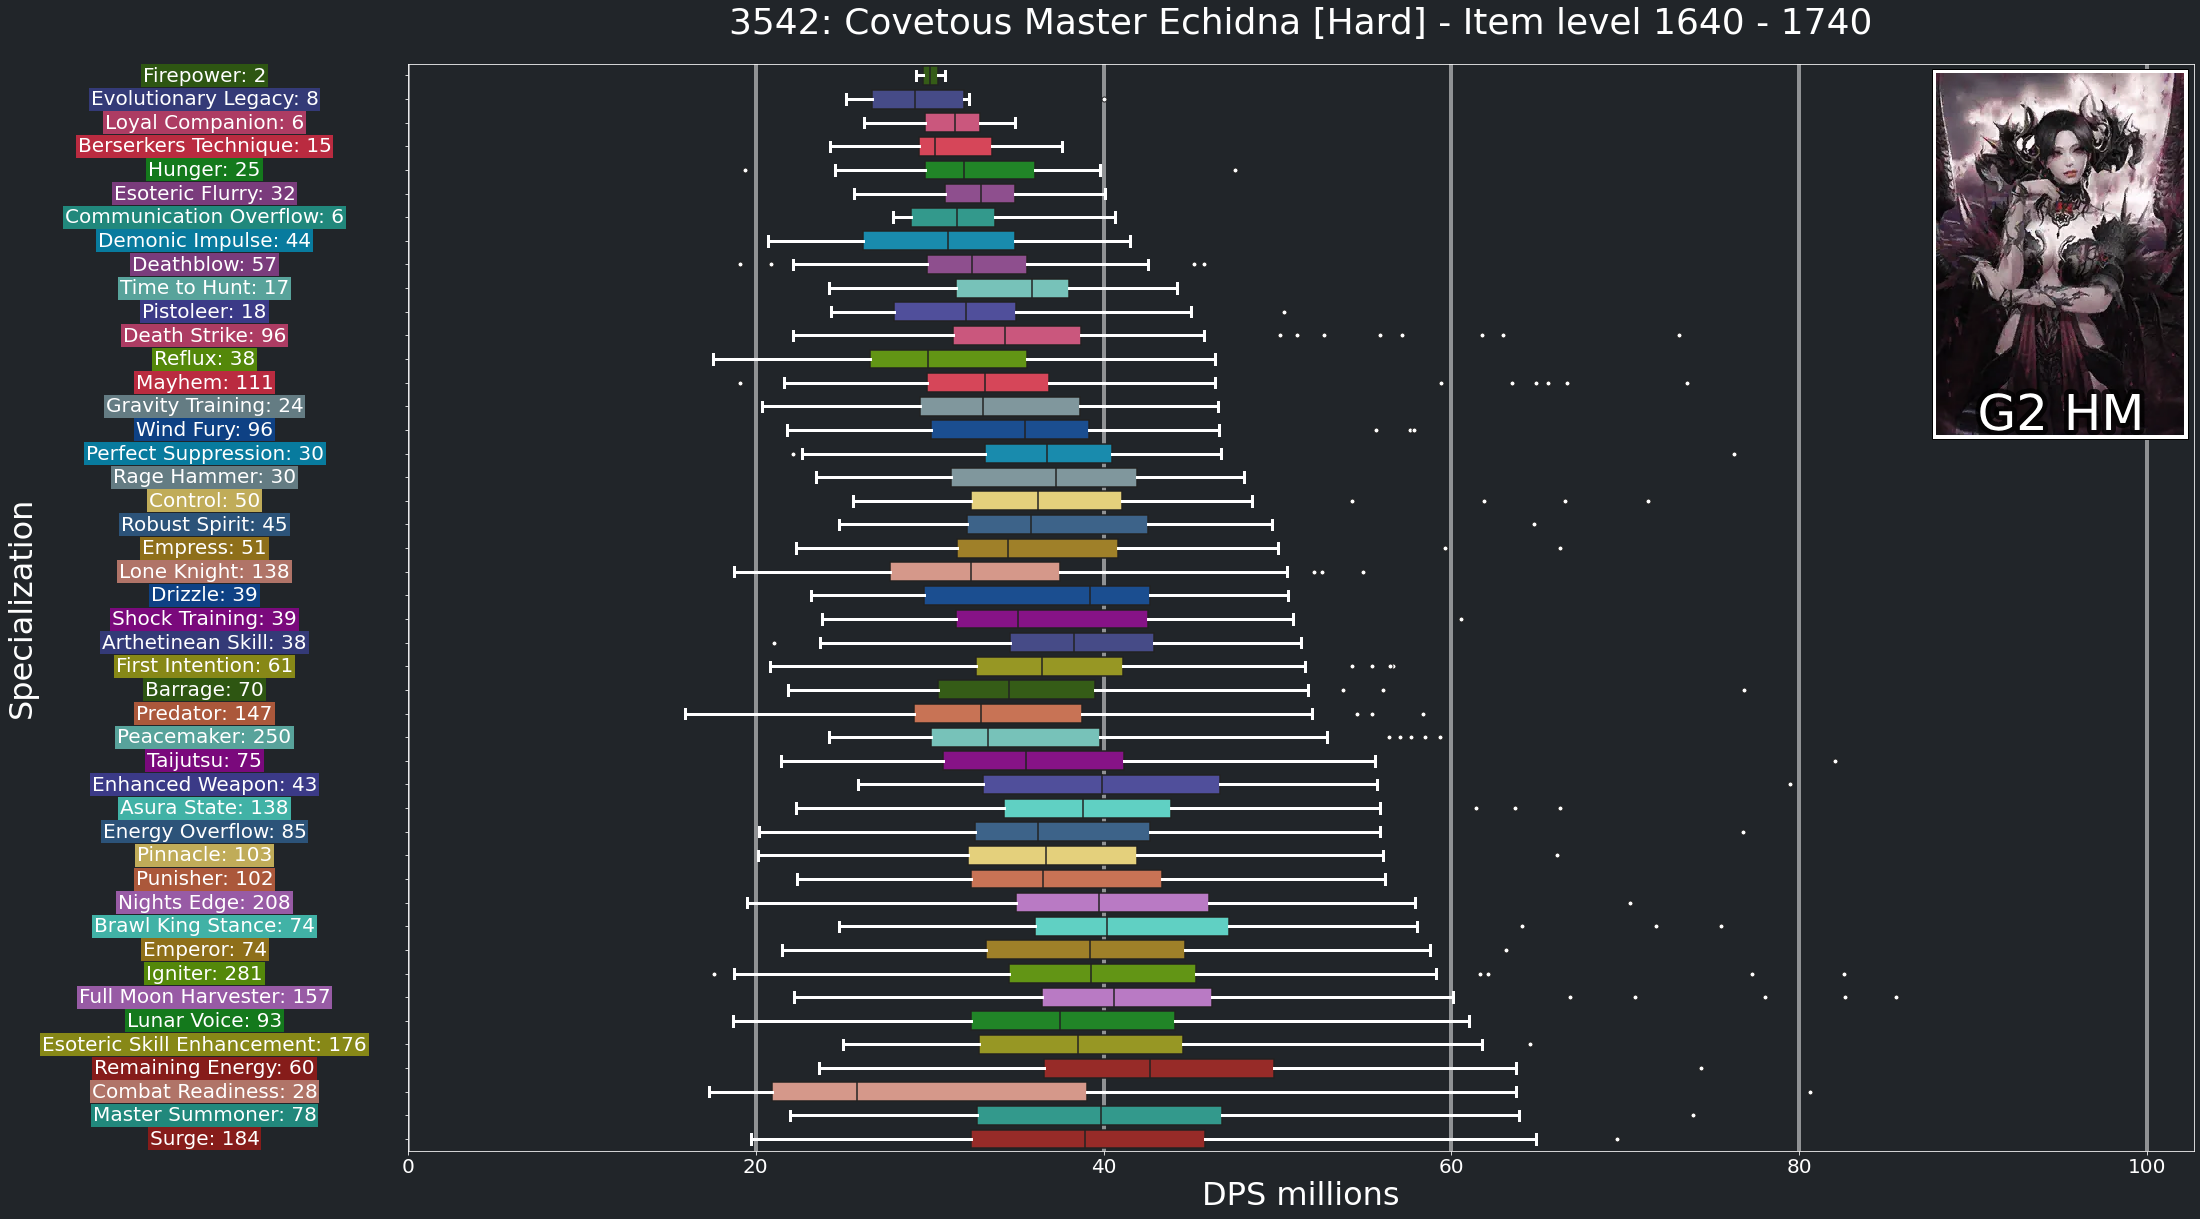 3542: Covetous Master Echidna [Hard] - Item level 1640 - 1740
Firepower: 2
Evolutionary Legacy: 8
Loyal Companion: 6
Berserkers Technique: 15
Hunger: 25
Esoteric Flurry: 32
Communication Overflow: 6
Demonic Impulse: 44
Deathblow: 57
Time to Hunt: 17
Pistoleer: 18
Death Strike: 96
Reflux: 38
Mayhem: 111
Gravity Training: 24
Wind Fury: 96
Perfect Suppression: 30
Rage Hammer: 30
Control: 50
Robust Spirit: 45
Empress: 51
Lone Knight: 138
Drizzle: 39
Shock Training: 39
Arthetinean Skill: 38
First Intention: 61
Barrage: 70
Predator: 147
Peacemaker: 250
Taijutsu: 75
Enhanced Weapon: 43
Asura State: 138
Energy Overflow: 85
Pinnacle: 103
Punisher: 102
Nights Edge: 208
Brawl King Stance: 74
Emperor: 74
Igniter: 281
Full Moon Harvester: 157
Lunar Voice: 93
Esoteric Skill Enhancement: 176
Remaining Energy: 60
Combat Readiness: 28
Master Summoner: 78
Surge: 184
Specialization
G2 HM
0 20 40 60 80 100
DPS millions